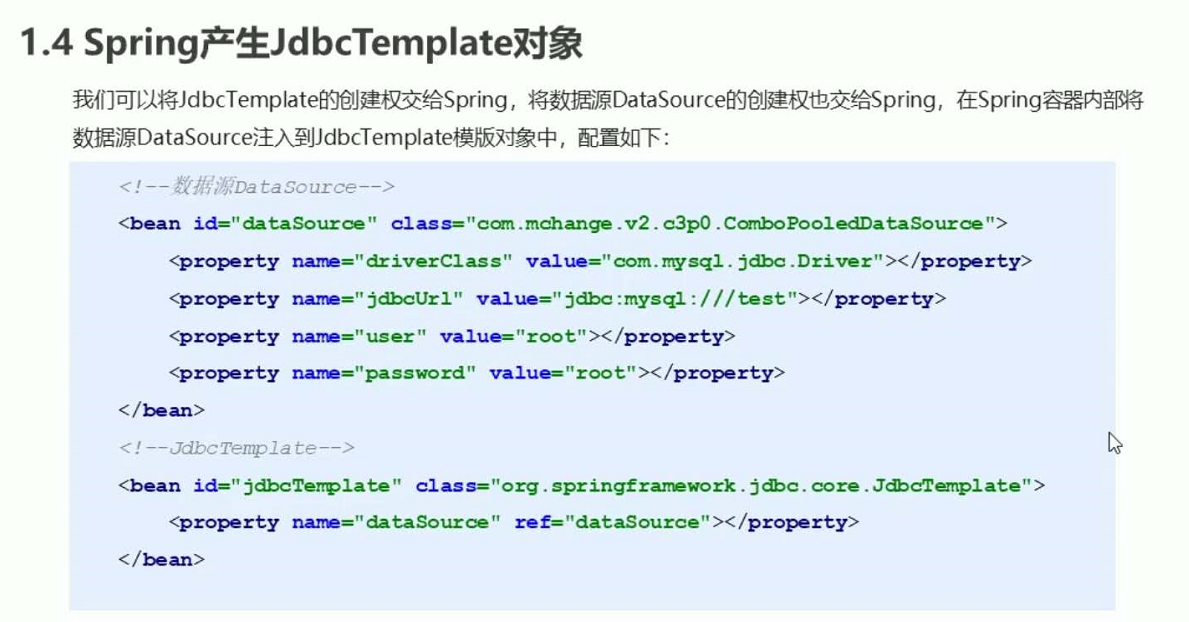 1.4 Spring产生JdbcTemplate对象
我们可以将JdbcTemplate的创建权交给Spring，将数据源DataSource的创建权也交给Spring，在Spring容器内部将
数据源DataSource注入到JdbcTemplate模版对象中，配置如下：
<!--数据源DataSource-->
<bean id="dataSource" class="com.mchange.v2.c3p0.ComboPooledDataSource">
<property name="driverClass" value="com.mysql.jdbc.Driver"></property>
<property name="jdbcUrl" value="jdbc:mysql:///test"></property>
<property name="user" value="root"></property>
<property name="password" value="root"></property>
</bean>
<!--JdbcTemplate-->
<bean id="jdbcTemplate" class="org.springframework.jdbc.core.JdbcTemplate">
<property name="dataSource" ref="dataSource"></property>
</bean>